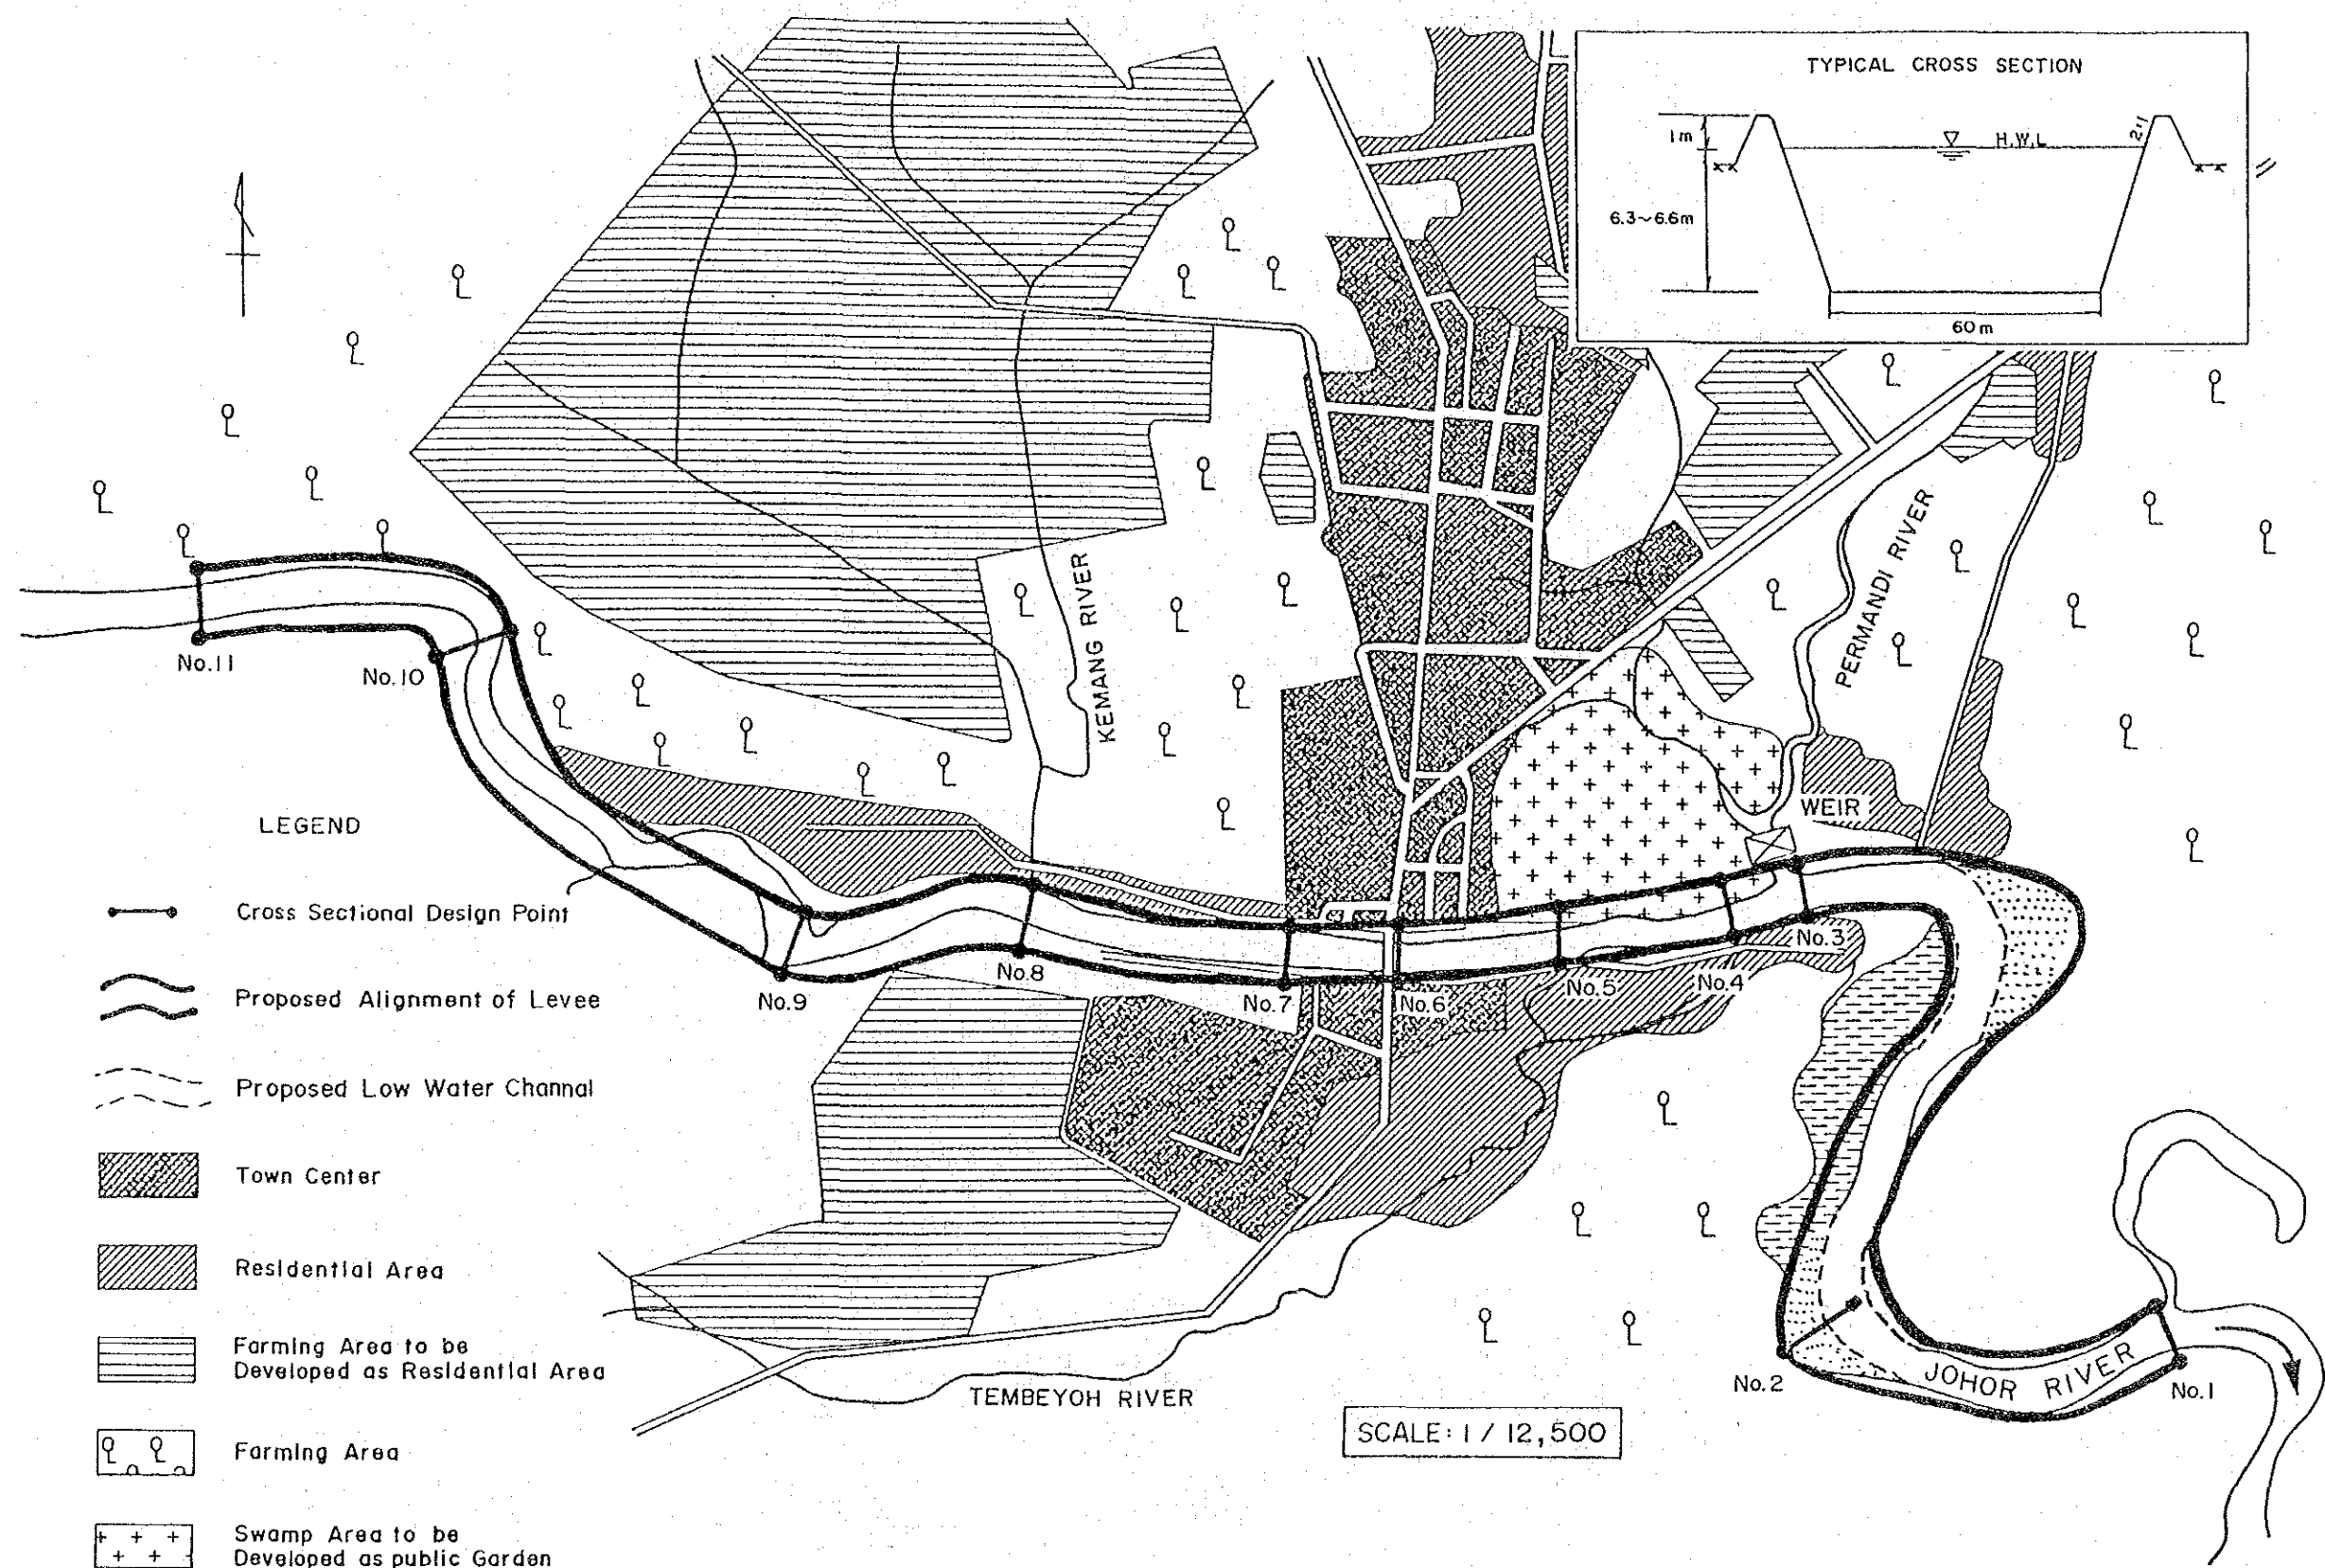 TYPICAL CROSS SECTION
1m
H.W.L
2:1
6.3~6.6m
60m
PERMANDI RIVER
KEMANG RIVER
No.11
No.10
WEIR
No.3
No.4
No.5
No.6
No.7
No.8
No.9
LEGEND
Cross Sectional Design Point
Proposed Alignment of Levee
Proposed Low Water Channal
Town Center
Residential Area
Farming Area to be
Developed as Residential Area
Farming Area
Swamp Area to be
Developed as public Garden
TEMBEYOH RIVER
No.2
JOHOR RIVER
No.1
SCALE: 1 / 12,500